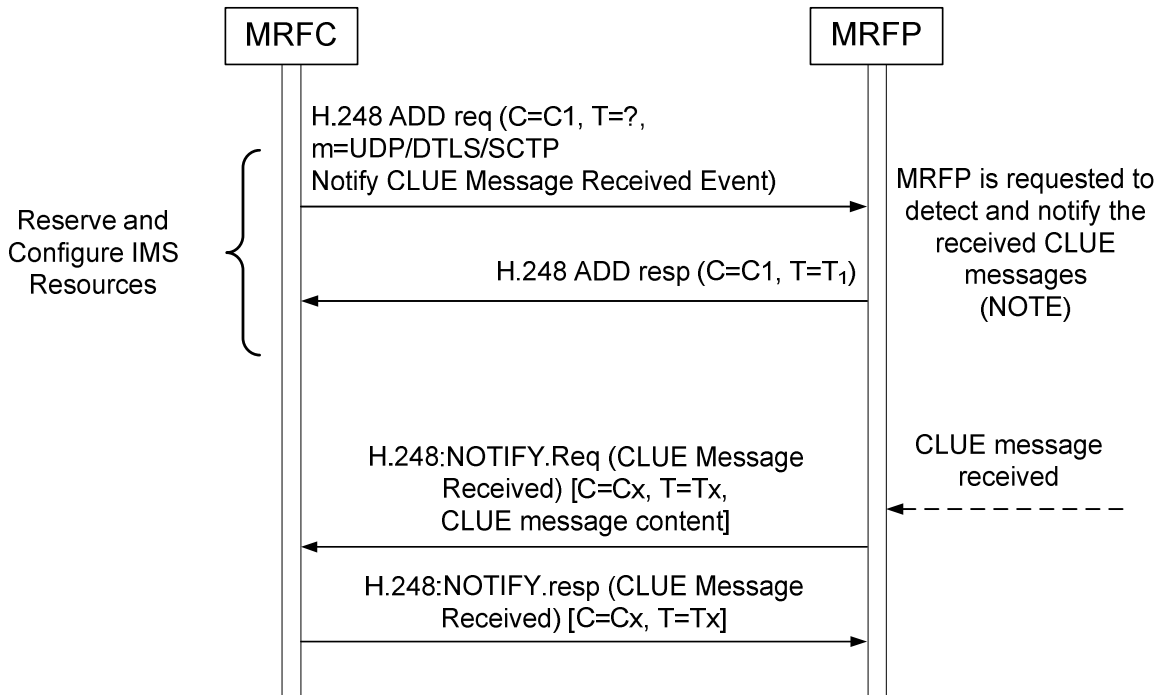 MRFC
MRFP
H.248 ADD req (C=C1, T=?,
m=UDP/DTLS/SCTP
Notify CLUE Message Received Event)
Reserve and
Configure IMS
Resources
MRFP is requested to
detect and notify the
received CLUE
messages
(NOTE)
H.248 ADD resp (C=C1, T=T₁)
CLUE message
received
H.248:NOTIFY.Req (CLUE Message
Received) [C=Cx, T=Tx,
CLUE message content]
H.248:NOTIFY.resp (CLUE Message
Received) [C=Cx, T=Tx]